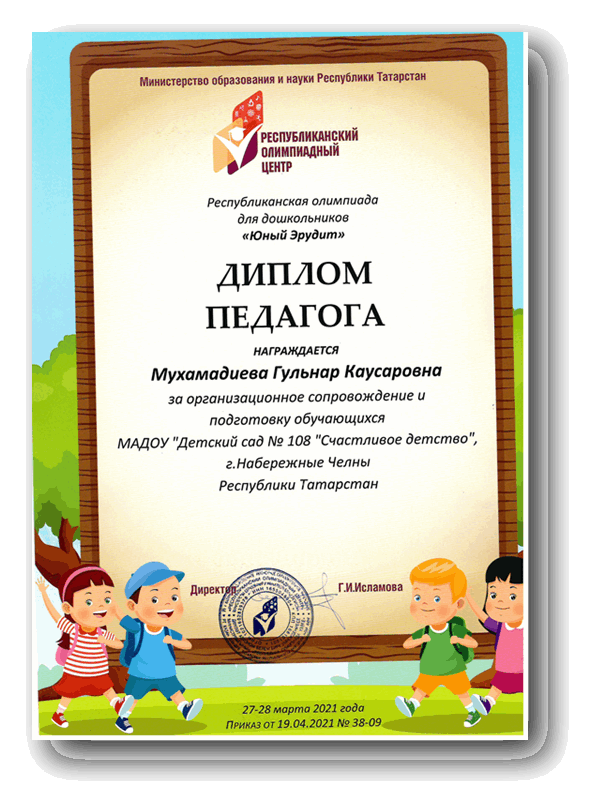 Министерство образования и науки Республики Татарстан
РЕСПУБЛИКАНСКИЙ
ОЛИМПИАДНЫЙ
ЦЕНТР
Республиканская олимпиада
для дошкольников
«Юный Эрудит»
ДИПЛОМ
ПЕДАГОГА
НАГРАЖДАЕТСЯ
Мухамадиева Гульнар Каусаровна
за организационное сопровождение и
подготовку обучающихся
МАДОУ "Детский сад № 108 "Счастливое детство",
г.Набережные Челны
Республики Татарстан
Директор Г.И.Исламова
27-28 марта 2021 года
Приказ от 19.04.2021 № 38-09